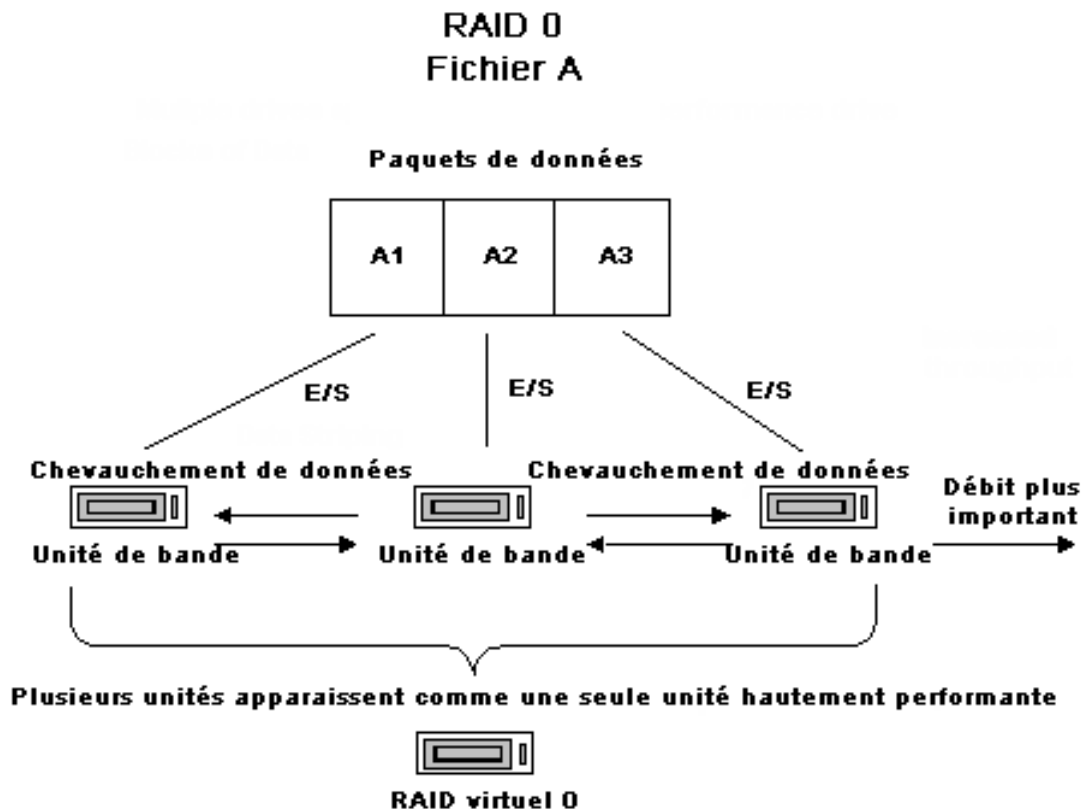 RAID 0
Fichier A
Paquets de données
A1
A2
A3
E/S
E/S
E/S
Chevauchement de données
Chevauchement de données
Débit plus
important
Unité de bande
Unité de bande
Unité de bande
Plusieurs unités apparaissent comme une seule unité hautement performante
RAID virtuel 0